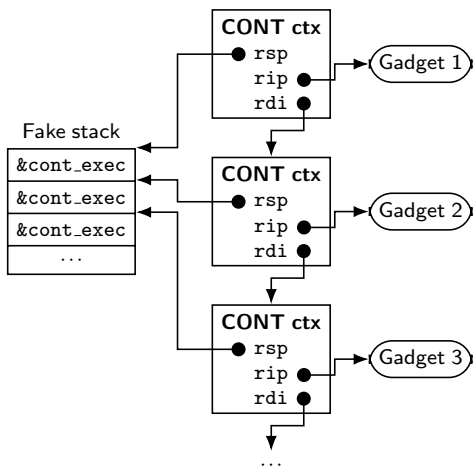 CONT ctx
rsp
rip
rdi
Gadget 1
Fake stack
&cont_exec
&cont_exec
&cont_exec
...
CONT ctx
rsp
rip
rdi
Gadget 2
CONT ctx
rsp
rip
rdi
Gadget 3
...